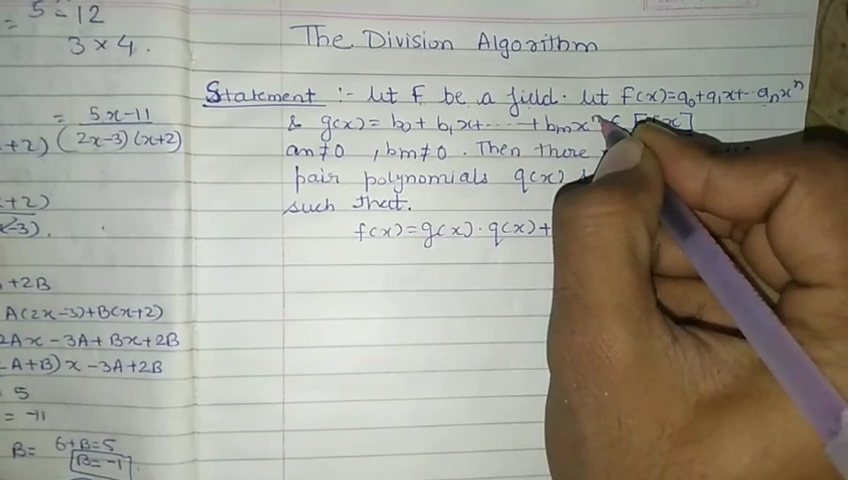 = 5 - 12
3 × 4.
= 5x-11
+2) (2x-3)(x+2)
x+2)
x-3).
+2B
A(2x-3)+B(x+2)
2Ax - 3A + Bx + 2B
2A+B)x - 3A+2B
= 5
= -11
B= 6+B=5
B=-1
The Division Algorithm
Statement :- let F be a field. let f(x)=a0+a1x+--anxⁿ
& g(x)= b0 + b1x+-----+bmx F[x]
an≠0 , bm≠0 . Then there
pair polynomials q(x)
such that.
f(x)=g(x).q(x)+